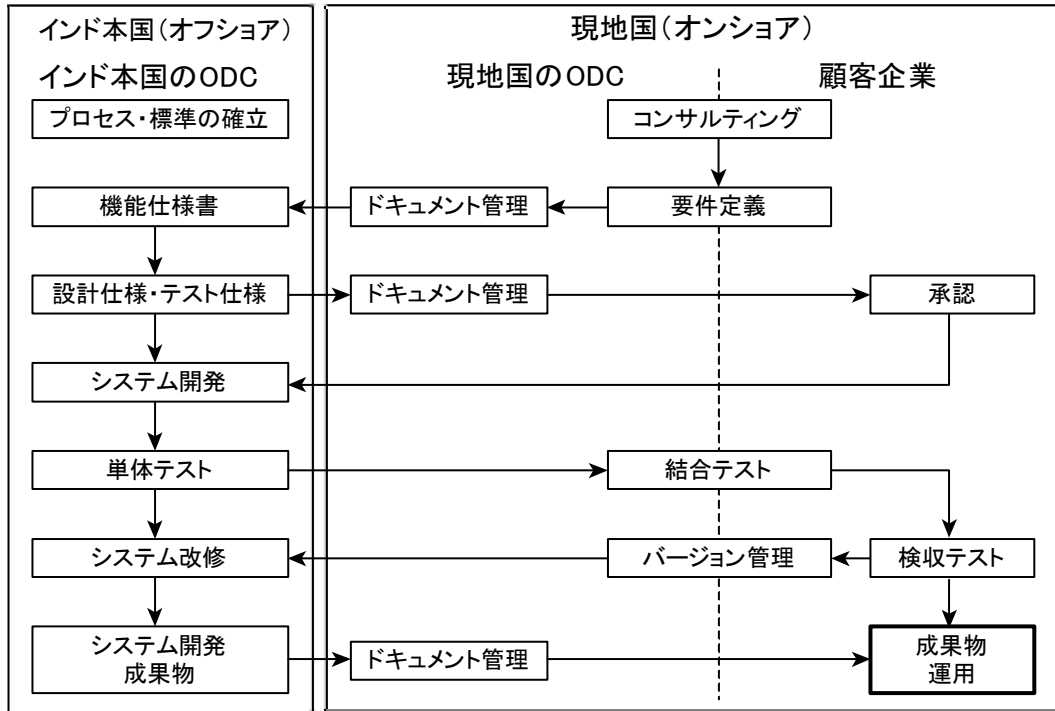 インド本国（オフショア）
現地国（オンショア）
インド本国のODC
現地国のODC
顧客企業
プロセス・標準の確立
コンサルティング
機能仕様書
ドキュメント管理
要件定義
設計仕様・テスト仕様
ドキュメント管理
承認
システム開発
単体テスト
結合テスト
システム改修
バージョン管理
検収テスト
システム開発
成果物
ドキュメント管理
成果物
運用